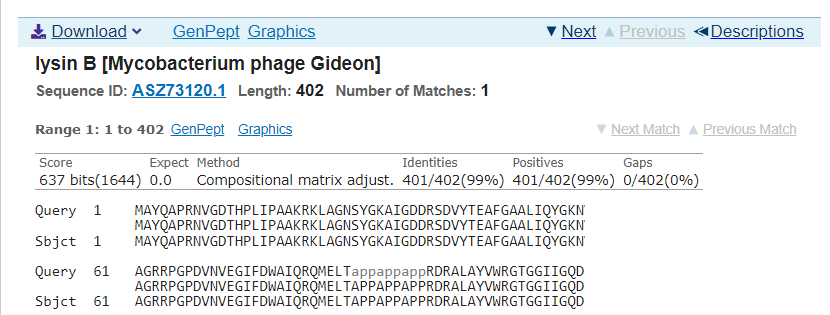 Download GenPept Graphics Next Previous Descriptions
lysin B [Mycobacterium phage Gideon]
Sequence ID: ASZ73120.1 Length: 402 Number of Matches: 1
Range 1: 1 to 402 GenPept Graphics Next Match Previous Match
Score Expect Method Identities Positives Gaps
637 bits(1644) 0.0 Compositional matrix adjust. 401/402(99%) 401/402(99%) 0/402(0%)
Query 1 MAYQAPRNVGDTHPLIPAAKRKLAGNSYGKAIGDDRSDVYTEAFGAALIQYGKN
MAYQAPRNVGDTHPLIPAAKRKLAGNSYGKAIGDDRSDVYTEAFGAALIQYGKN
Sbjct 1 MAYQAPRNVGDTHPLIPAAKRKLAGNSYGKAIGDDRSDVYTEAFGAALIQYGKN
Query 61 AGRRPGPDVNVEGIFDWAIQRQMELTappappappRDRALAYVWRGTGGIIGQD
AGRRPGPDVNVEGIFDWAIQRQMELTAPPAPPAPPRDRALAYVWRGTGGIIGQD
Sbjct 61 AGRRPGPDVNVEGIFDWAIQRQMELTAPPAPPAPPRDRALAYVWRGTGGIIGQD